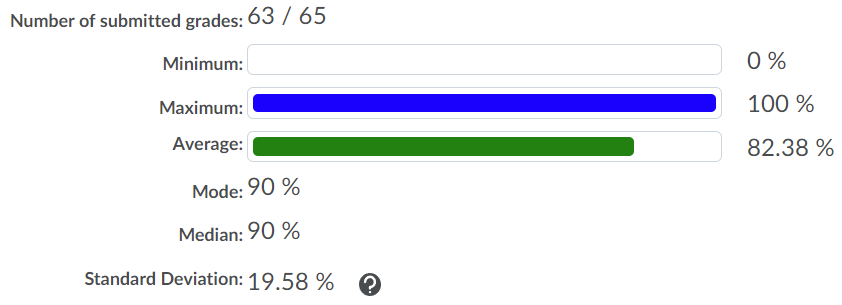 Number of submitted grades: 63 / 65
Minimum: 0 %
Maximum: 100 %
Average: 82.38 %
Mode: 90 %
Median: 90 %
Standard Deviation: 19.58 % ?